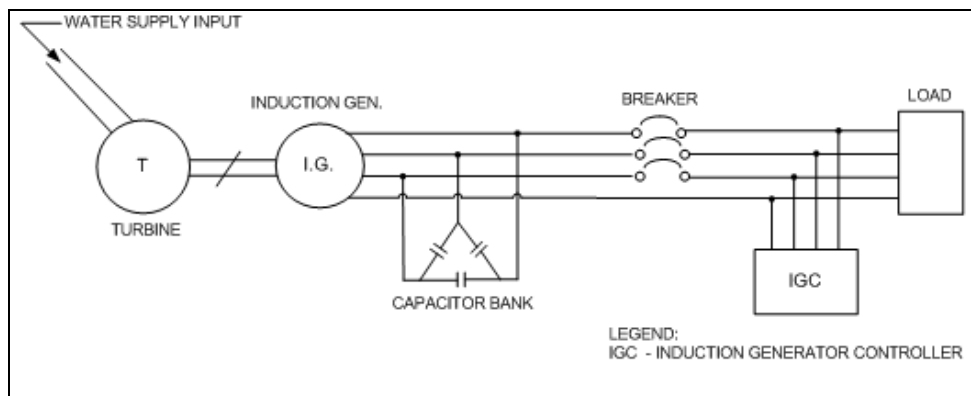 WATER SUPPLY INPUT
INDUCTION GEN.
BREAKER
LOAD
T
I.G.
TURBINE
IGC
CAPACITOR BANK
LEGEND:
IGC - INDUCTION GENERATOR CONTROLLER